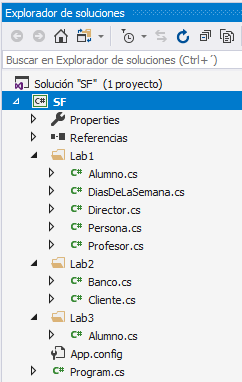 Explorador de soluciones
Buscar en Explorador de soluciones (Ctrl+´)
Solución "SF" (1 proyecto)
C# SF
Properties
Referencias
Lab1
C# Alumno.cs
C# DiasDeLaSemana.cs
C# Director.cs
C# Persona.cs
C# Profesor.cs
Lab2
C# Banco.cs
C# Cliente.cs
Lab3
C# Alumno.cs
App.config
C# Program.cs